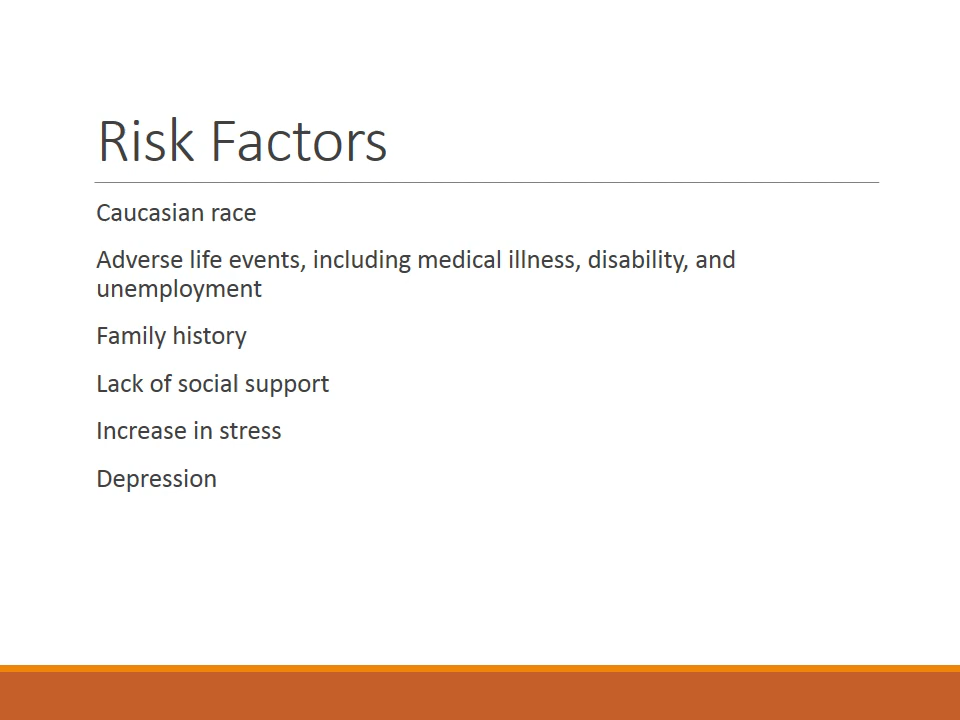 Risk Factors
Caucasian race
Adverse life events, including medical illness, disability, and
unemployment
Family history
Lack of social support
Increase in stress
Depression